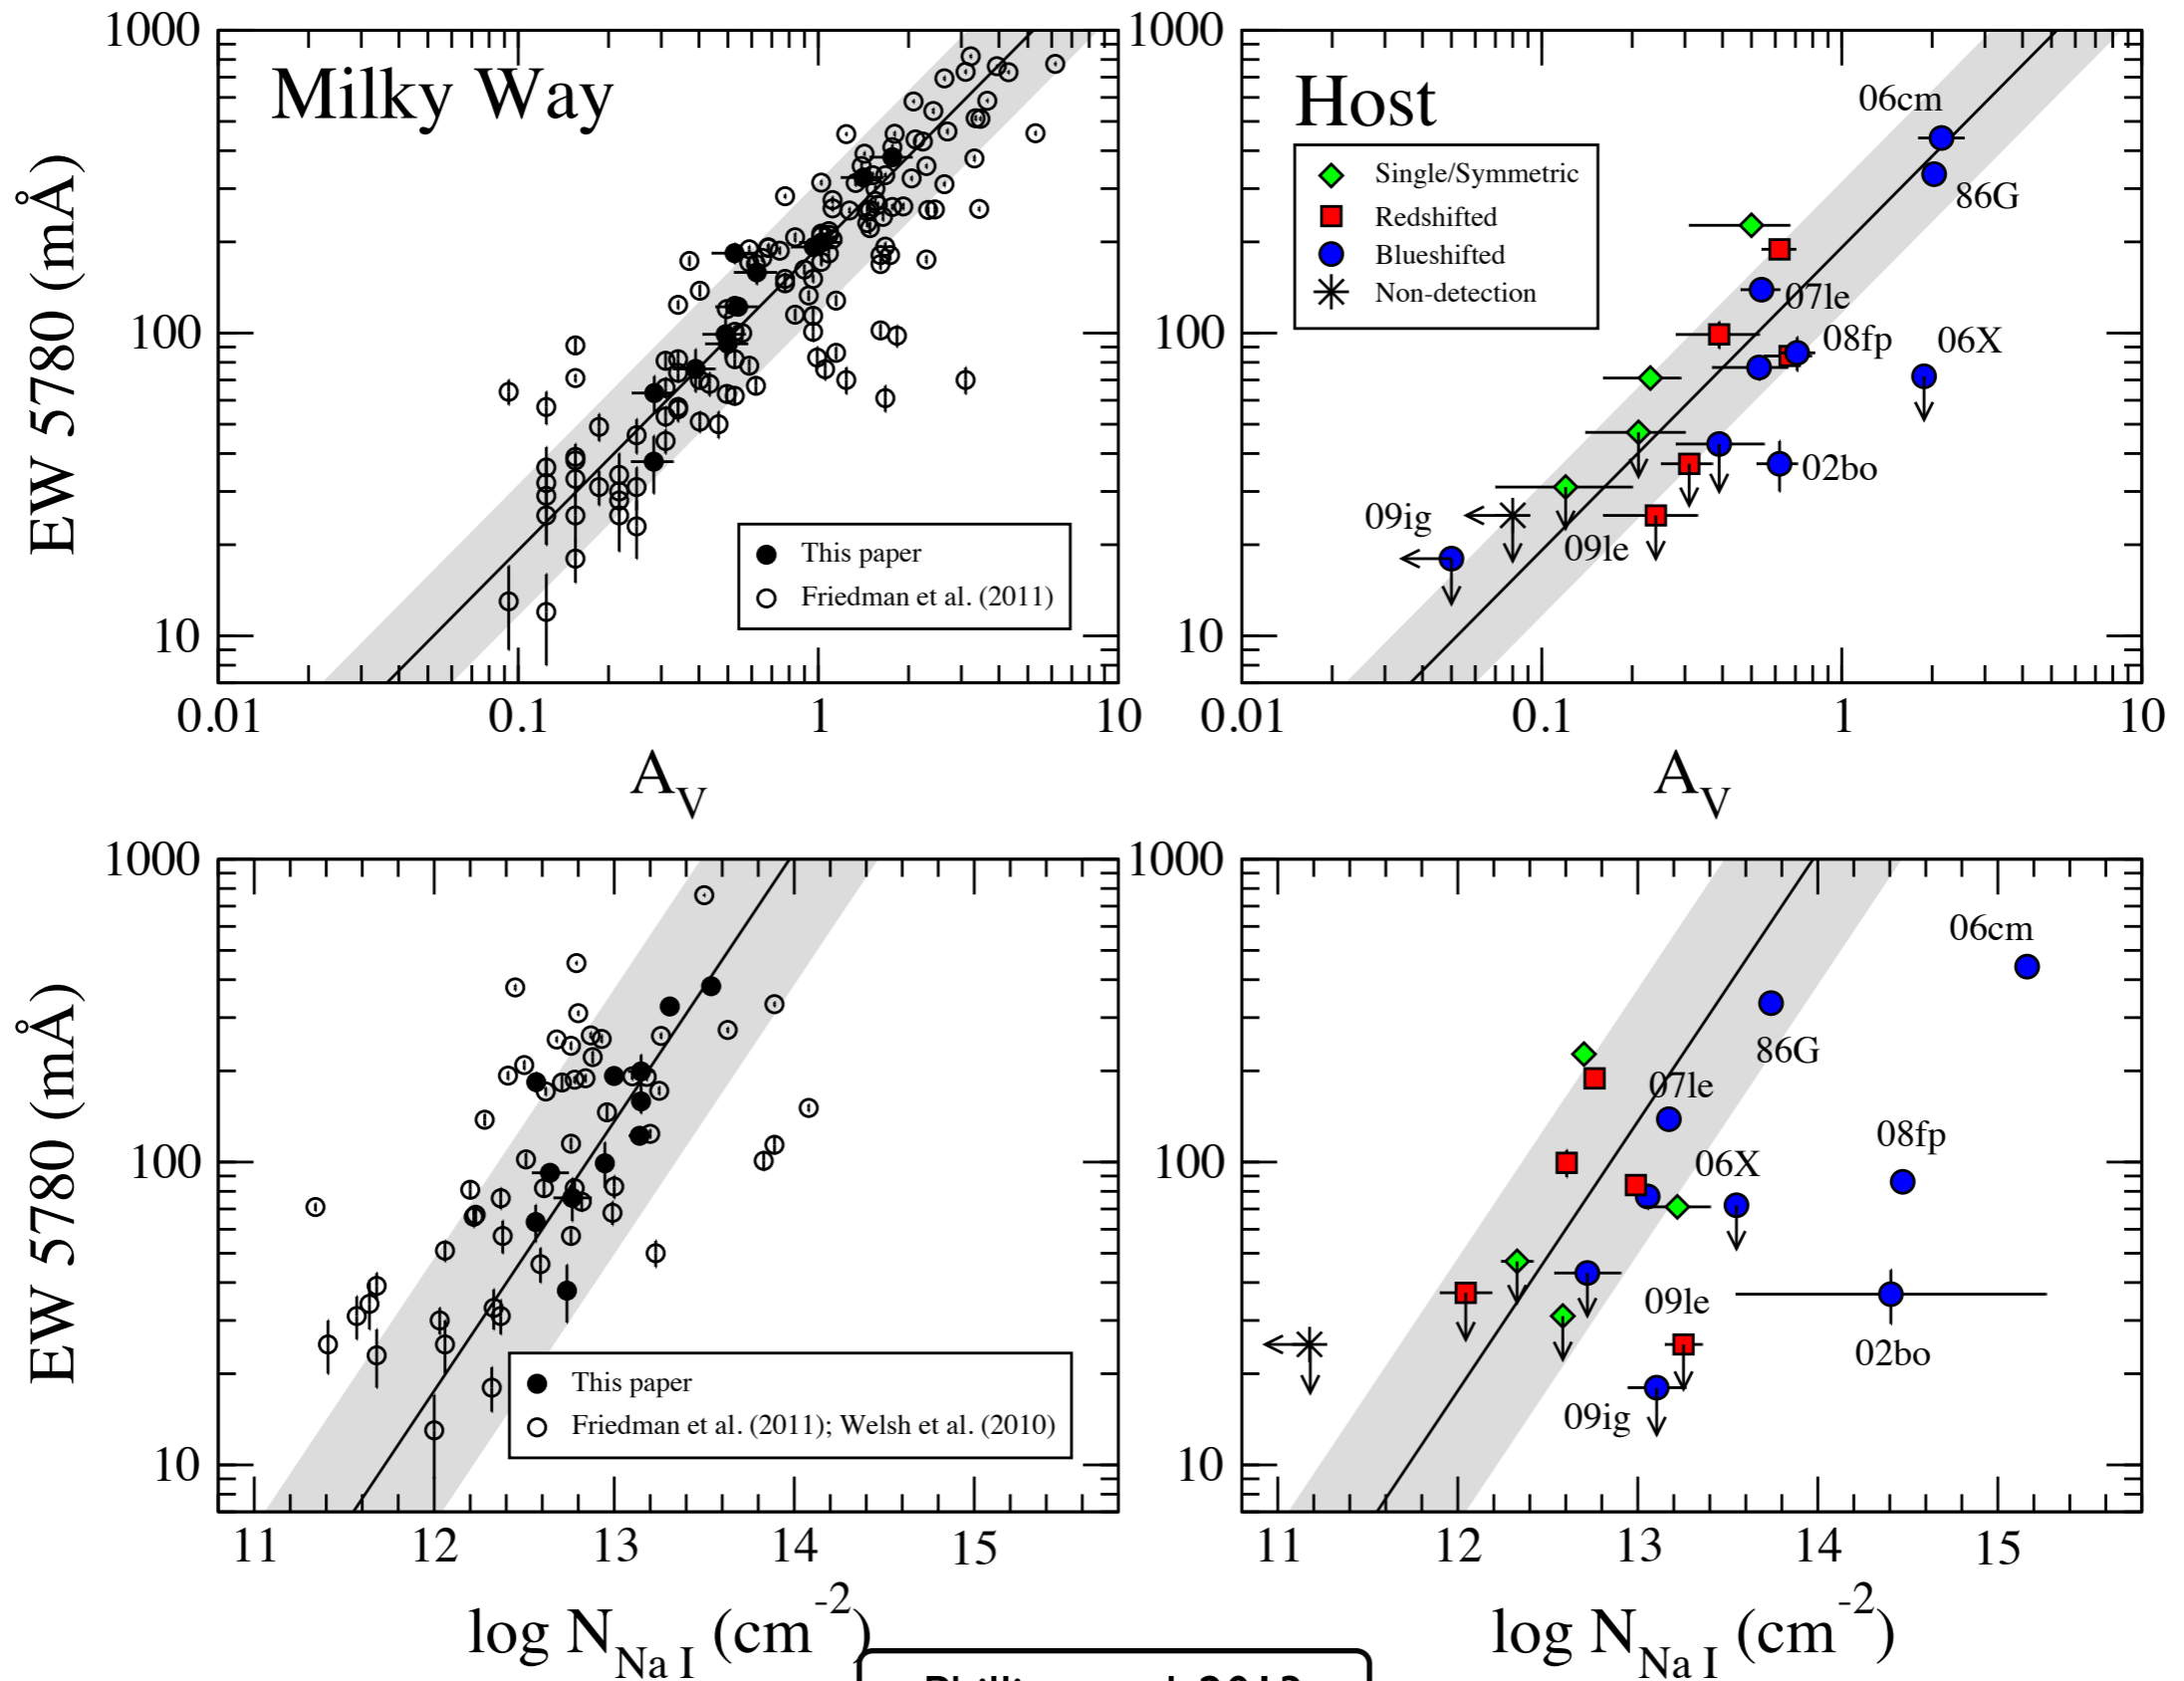 Milky Way
EW 5780 (mÅ)
1000
100
10
0.01 0.1 1 10
A_V
This paper
Friedman et al. (2011)
Host
1000
100
10
0.01 0.1 1 10
A_V
Single/Symmetric
Redshifted
Blueshifted
Non-detection
06cm
86G
07le
08fp
06X
02bo
09ig
09le
EW 5780 (mÅ)
1000
100
10
11 12 13 14 15
log N_Na I (cm^-2)
This paper
Friedman et al. (2011); Welsh et al. (2010)
1000
100
10
11 12 13 14 15
log N_Na I (cm^-2)
06cm
86G
07le
08fp
06X
09le
02bo
09ig